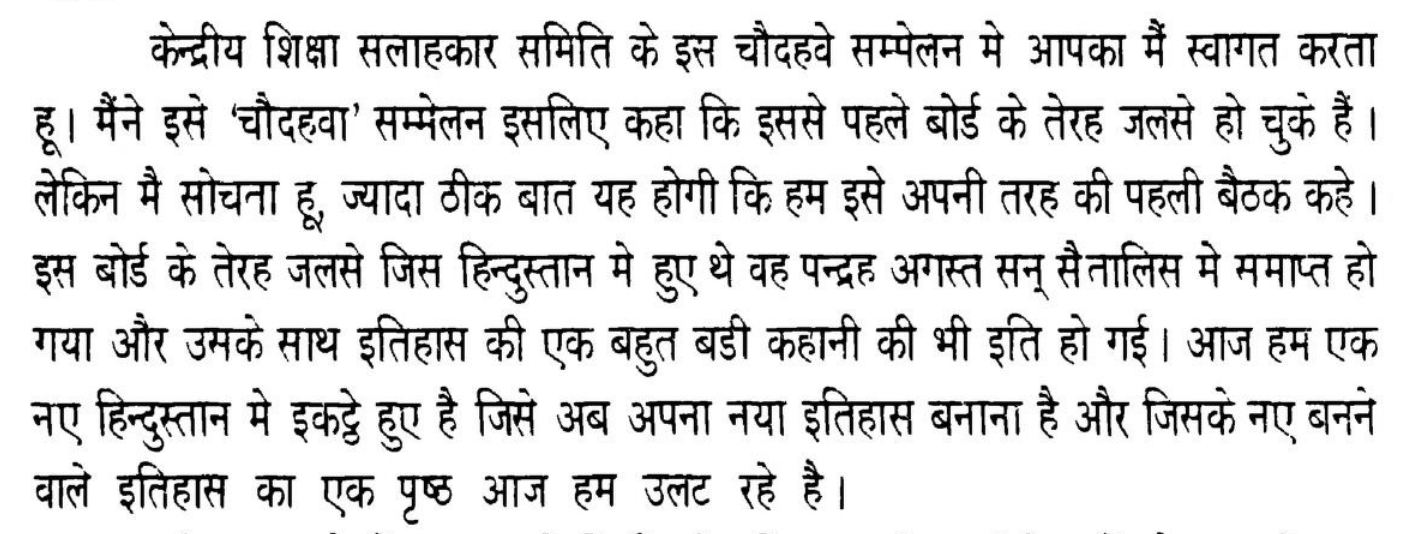 केन्द्रीय शिक्षा सलाहकार समिति के इस चौदहवे सम्मेलन मे आपका मैं स्वागत करता
हू। मैंने इसे ‘चौदहवा’ सम्मेलन इसलिए कहा कि इससे पहले बोर्ड के तेरह जलसे हो चुके हैं।
लेकिन मै सोचता हू, ज्यादा ठीक बात यह होगी कि हम इसे अपनी तरह की पहली बैठक कहे।
इस बोर्ड के तेरह जलसे जिस हिन्दुस्तान मे हुए थे वह पन्द्रह अगस्त सन् सैतालिस मे समाप्त हो
गया और उसके साथ इतिहास की एक बहुत बडी कहानी की भी इति हो गई। आज हम एक
नए हिन्दुस्तान मे इकट्ठे हुए है जिसे अब अपना नया इतिहास बनाना है और जिसके नए बनने
वाले इतिहास का एक पृष्ठ आज हम उलट रहे है।